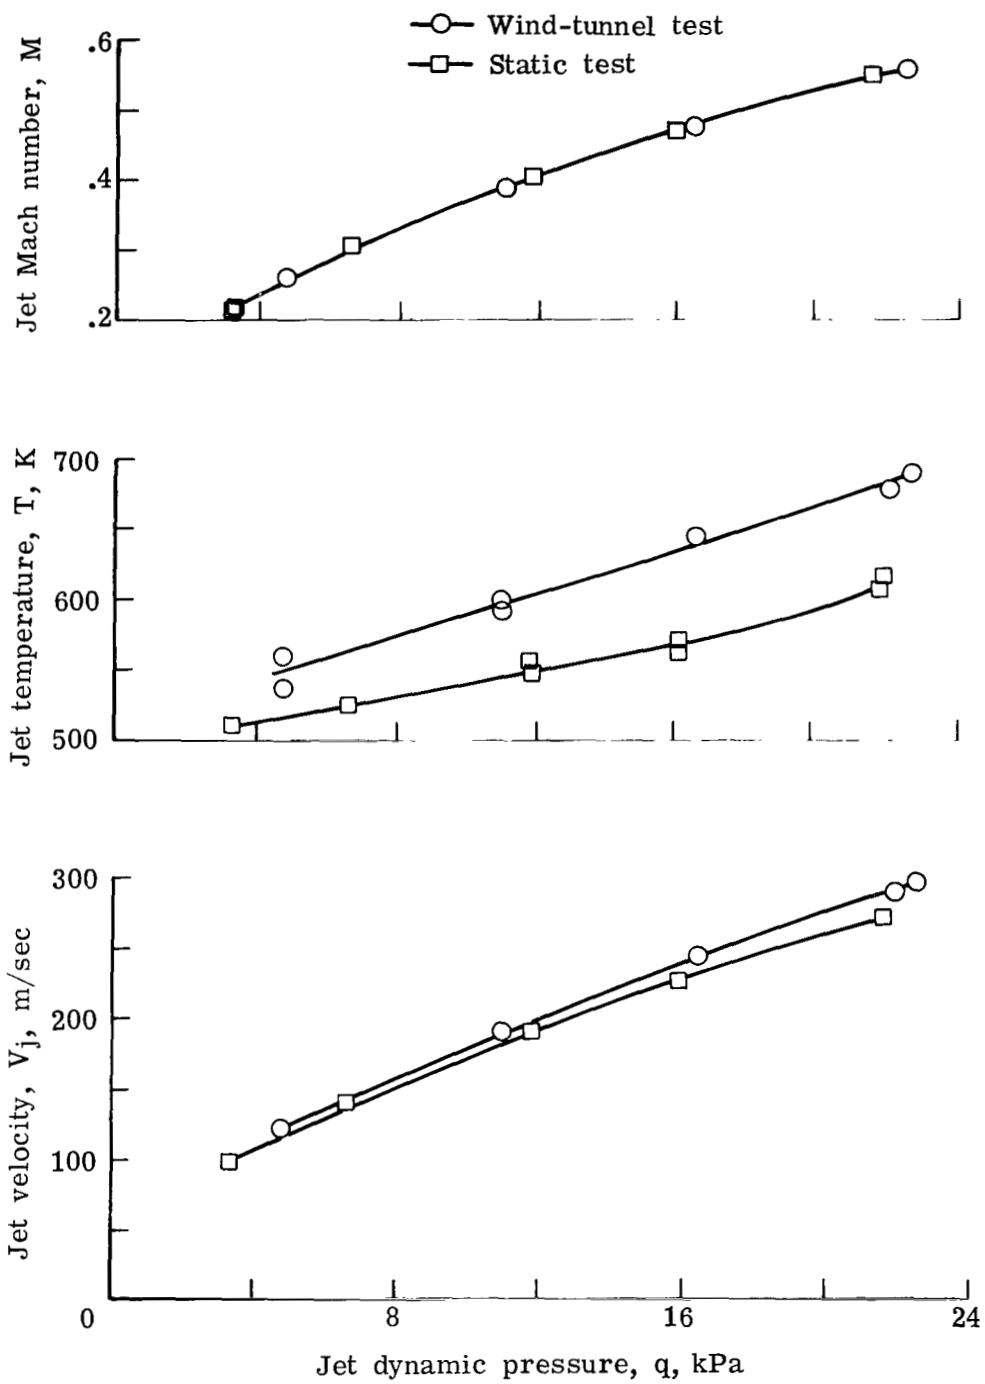 Wind-tunnel test
Static test
Jet Mach number, M
.6
.4
.2
Jet temperature, T, K
700
600
500
Jet velocity, Vj, m/sec
300
200
100
0
8
16
24
Jet dynamic pressure, q, kPa